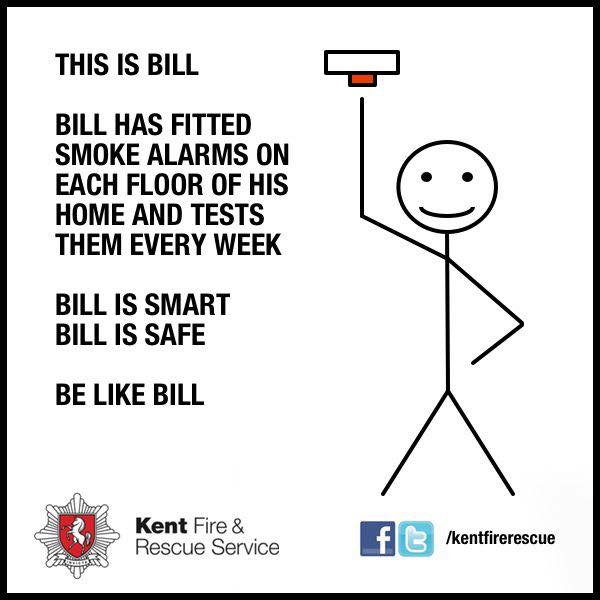 THIS IS BILL
BILL HAS FITTED
SMOKE ALARMS ON
EACH FLOOR OF HIS
HOME AND TESTS
THEM EVERY WEEK
BILL IS SMART
BILL IS SAFE
BE LIKE BILL
Kent Fire &
Rescue Service
/kentfirerescue